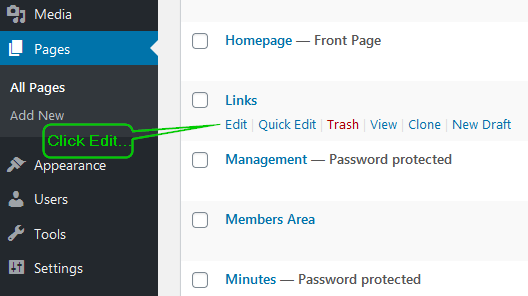 Media
Pages
All Pages
Add New
Click Edit...
Appearance
Users
Tools
Settings
Homepage — Front Page
Links
Edit | Quick Edit | Trash | View | Clone | New Draft
Management — Password protected
Members Area
Minutes — Password protected